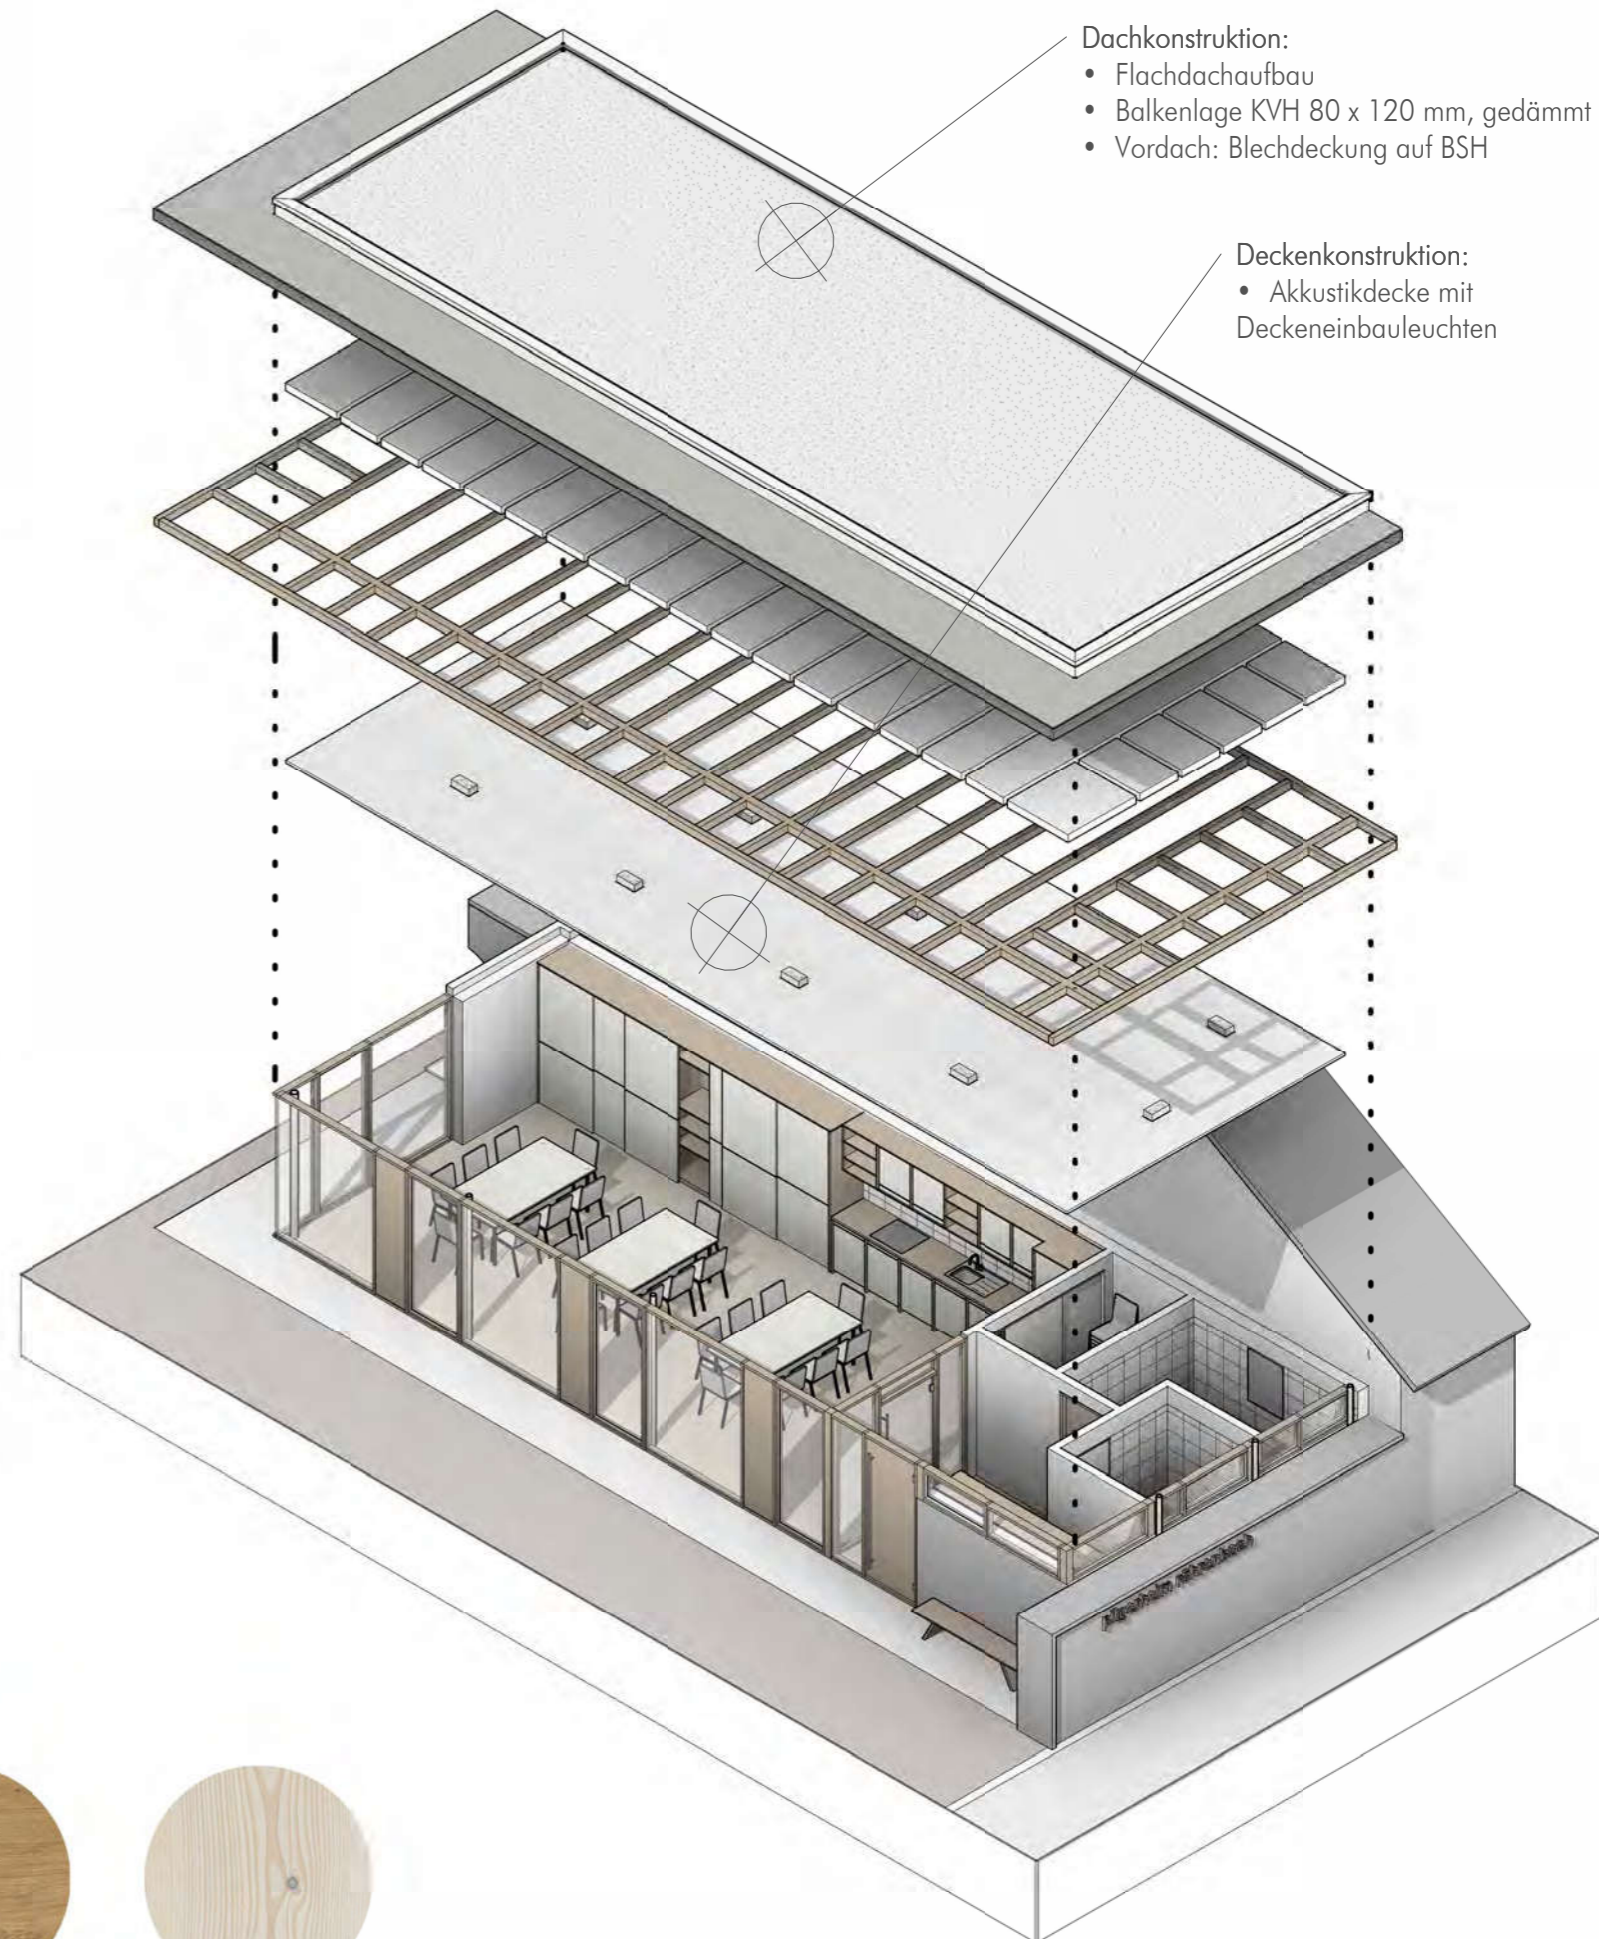 Dachkonstruktion:
• Flachdachaufbau
• Balkenlage KVH 80 x 120 mm, gedämmt
• Vordach: Blechdeckung auf BSH
Deckenkonstruktion:
• Akkustikdecke mit
Deckeneinbauleuchten